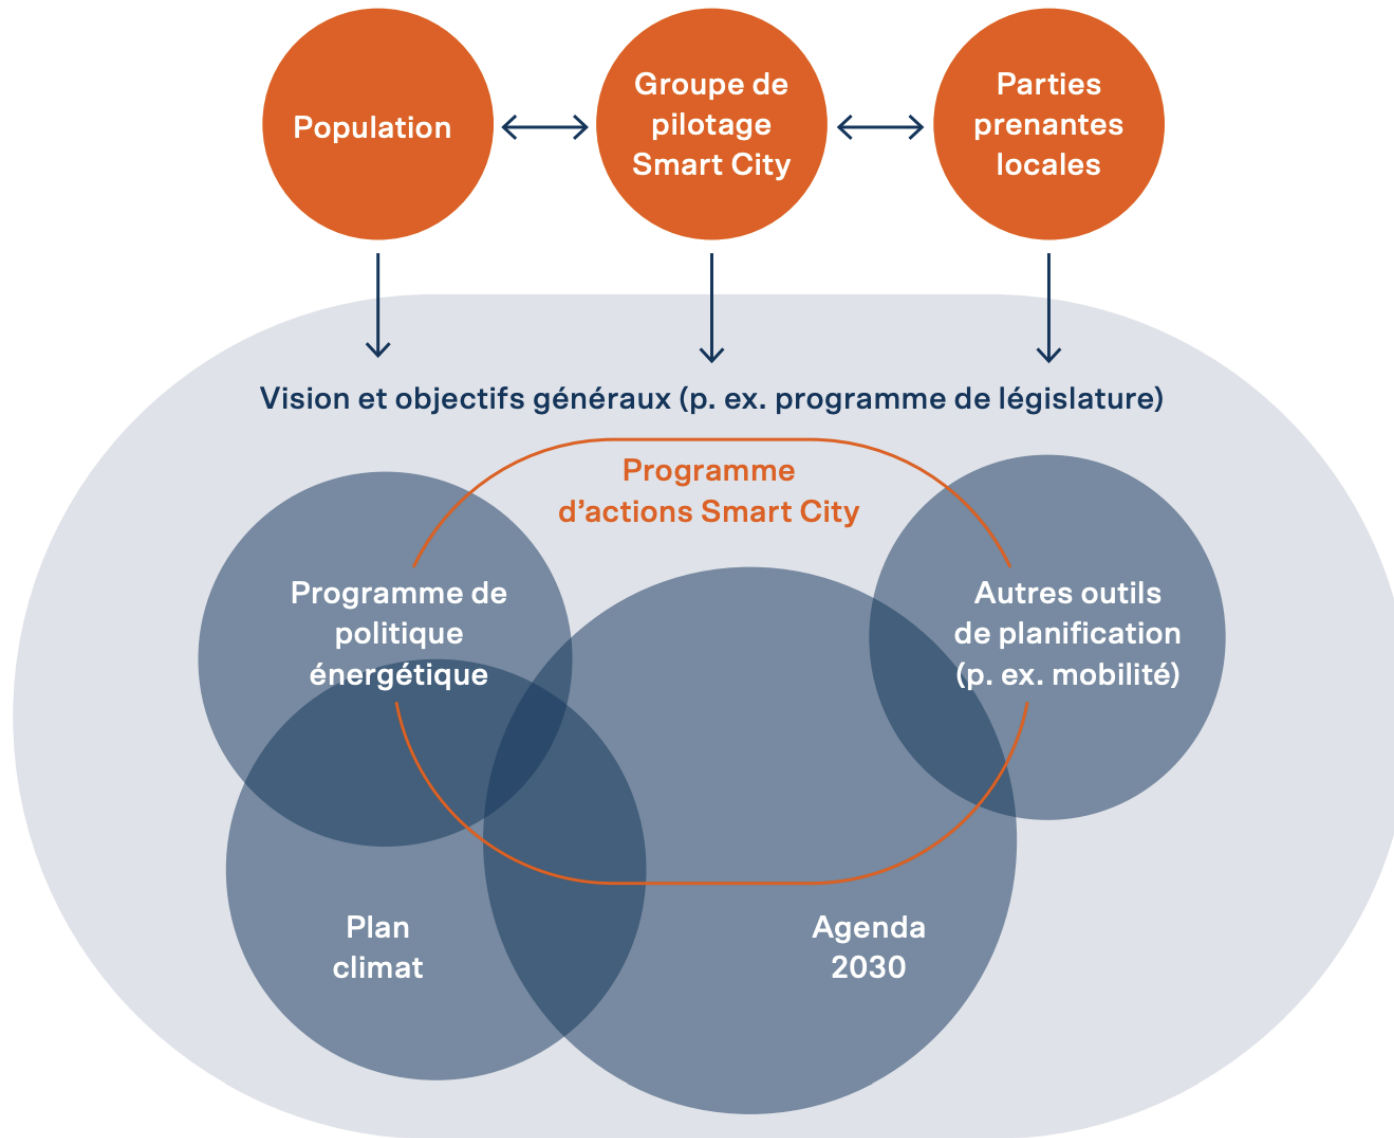 Population
Groupe de
pilotage
Smart City
Parties
prenantes
locales
Vision et objectifs généraux (p. ex. programme de législature)
Programme
d’actions Smart City
Programme de
politique
énergétique
Autres outils
de planification
(p. ex. mobilité)
Plan
climat
Agenda
2030